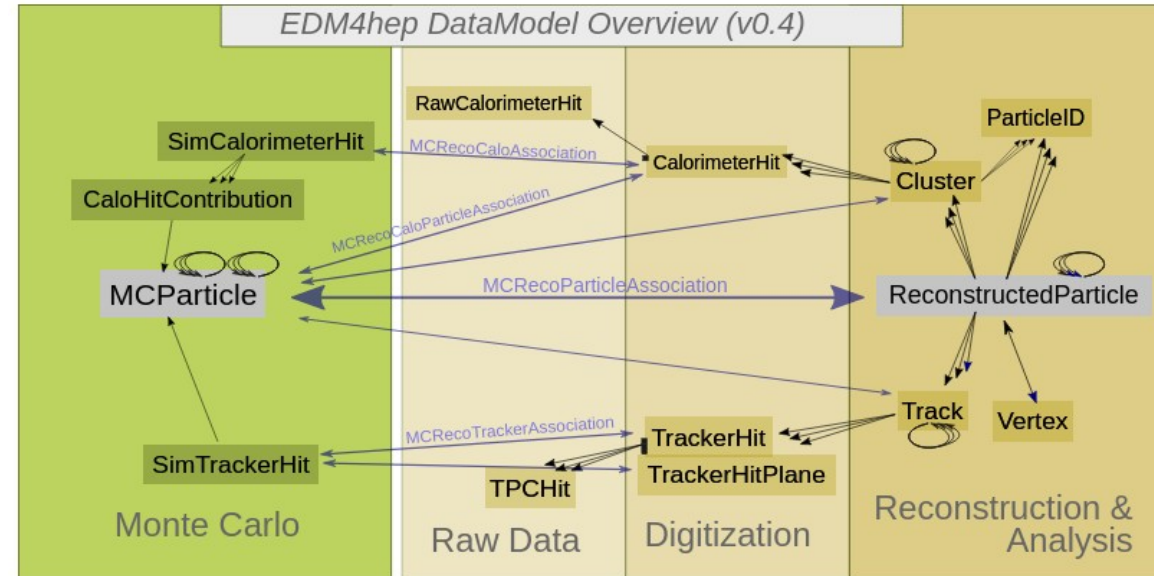 EDM4hep DataModel Overview (v0.4)
RawCalorimeterHit
ParticleID
SimCalorimeterHit
MCRecoCaloAssociation
CalorimeterHit
Cluster
CaloHitContribution
MCRecoCaloParticleAssociation
MCParticle
MCRecoParticleAssociation
ReconstructedParticle
Track
Vertex
MCRecoTrackerAssociation
TrackerHit
SimTrackerHit
TrackerHitPlane
TPCHit
Monte Carlo
Raw Data
Digitization
Reconstruction &
Analysis